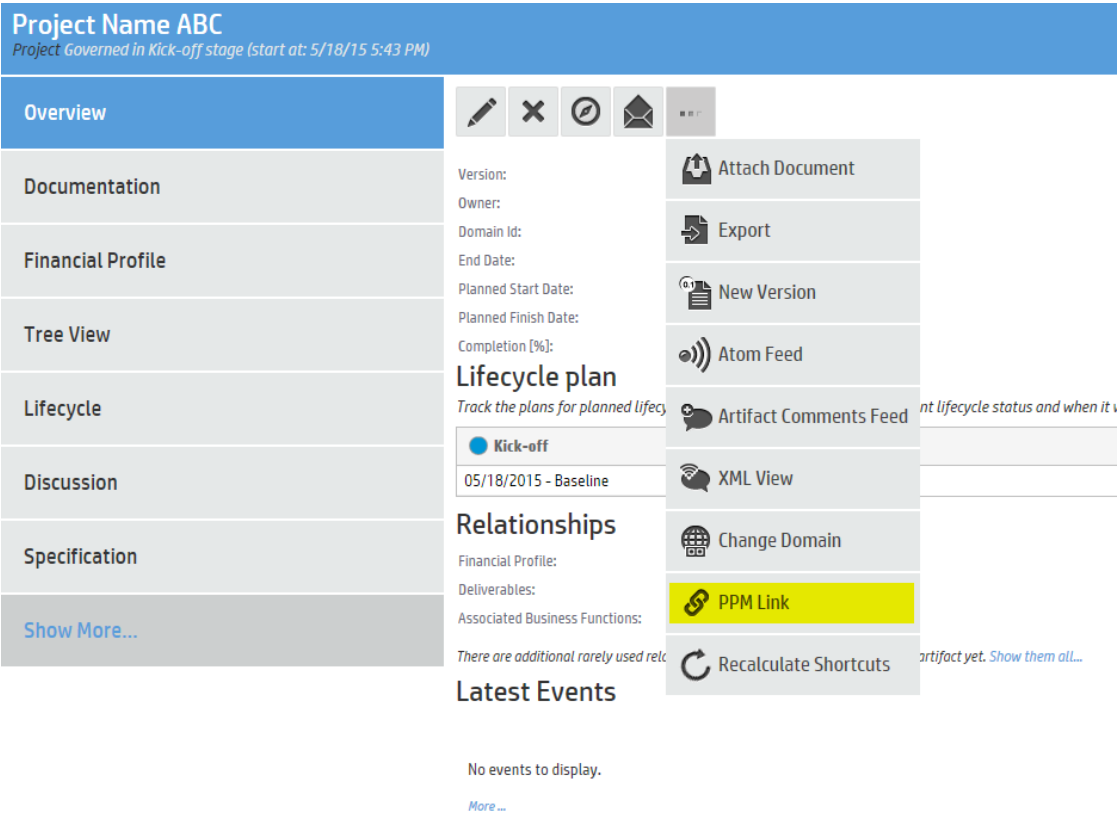 Project Name ABC
Project Governed in Kick-off stage (start at: 5/18/15 5:43 PM)
Overview
Documentation
Financial Profile
Tree View
Lifecycle
Discussion
Specification
Show More...
Version:
Owner:
Domain Id:
End Date:
Planned Start Date:
Planned Finish Date:
Completion [%]:
Lifecycle plan
Track the plans for planned nt lifecycle status and when it
Kick-off
05/18/2015 - Baseline
Relationships
Financial Profile:
Deliverables:
Associated Business Functions:
There are additional rarely used artifact yet. Show them all...
Latest Events
No events to display.
More ...
Attach Document
Export
0.1
New Version
Atom Feed
Artifact Comments Feed
XML View
Change Domain
PPM Link
Recalculate Shortcuts